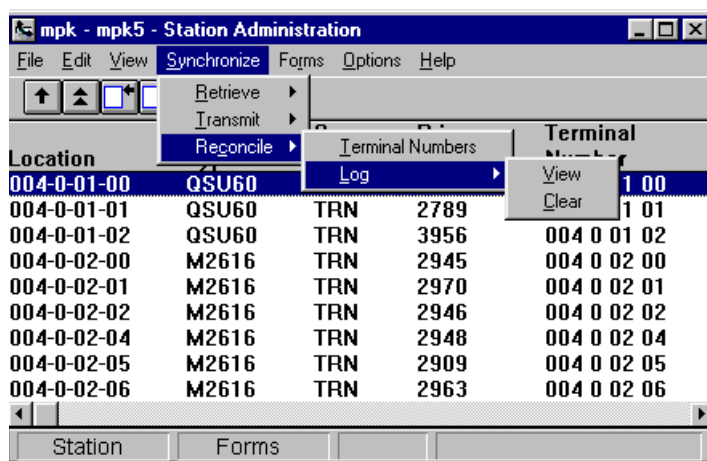 mpk - mpk5 - Station Administration
File Edit View Synchronize Forms Options Help
Retrieve
Transmit
Reconcile
Terminal Numbers
Log
View
Clear
Location Terminal
004-0-01-00 QSU60 1 00
004-0-01-01 QSU60 TRN 2789 1 01
004-0-01-02 QSU60 TRN 3956 004 0 01 02
004-0-02-00 M2616 TRN 2945 004 0 02 00
004-0-02-01 M2616 TRN 2970 004 0 02 01
004-0-02-02 M2616 TRN 2946 004 0 02 02
004-0-02-04 M2616 TRN 2948 004 0 02 04
004-0-02-05 M2616 TRN 2909 004 0 02 05
004-0-02-06 M2616 TRN 2963 004 0 02 06
Station Forms